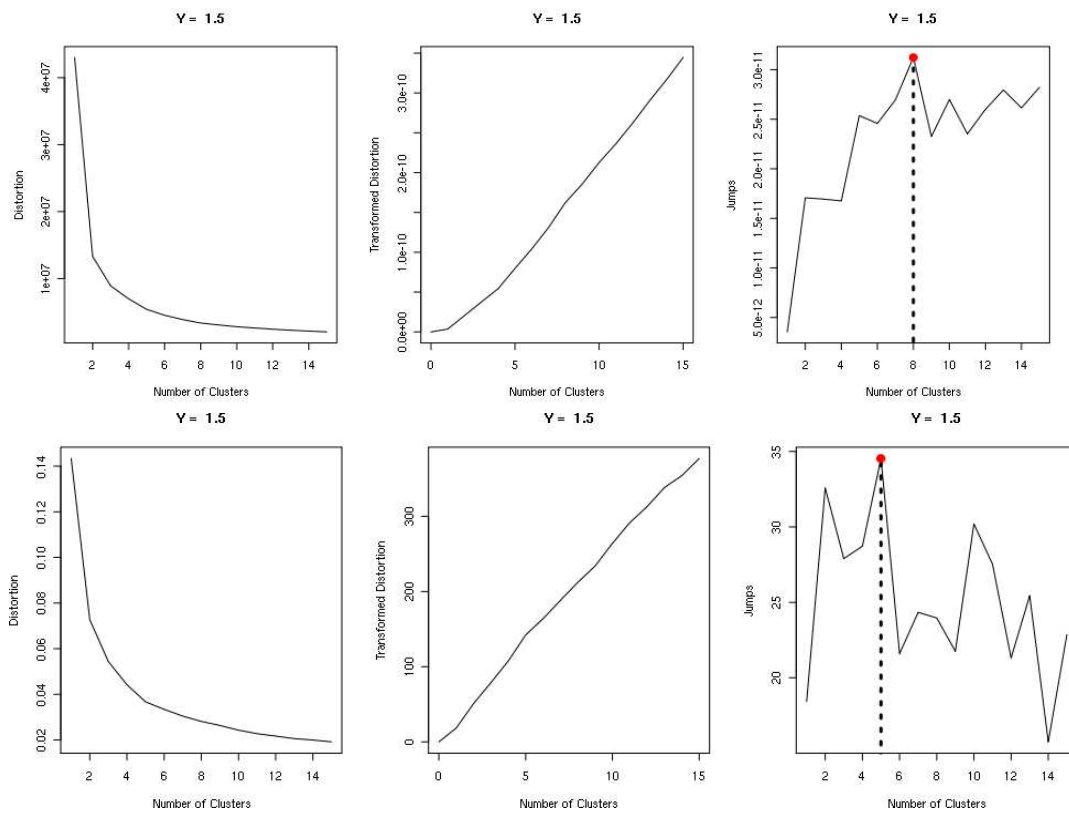 Y = 1.5
Distortion
1e+07 2e+07 3e+07 4e+07
2 4 6 8 10 12 14
Number of Clusters
Y = 1.5
Transformed Distortion
0.0e+00 1.0e-10 2.0e-10 3.0e-10
0 5 10 15
Number of Clusters
Y = 1.5
Jumps
5.0e-12 1.0e-11 1.5e-11 2.0e-11 2.5e-11 3.0e-11
2 4 6 8 10 12 14
Number of Clusters
Y = 1.5
Distortion
0.02 0.04 0.06 0.08 0.10 0.12 0.14
2 4 6 8 10 12 14
Number of Clusters
Y = 1.5
Transformed Distortion
0 100 200 300
0 5 10 15
Number of Clusters
Y = 1.5
Jumps
20 25 30 35
2 4 6 8 10 12 14
Number of Clusters